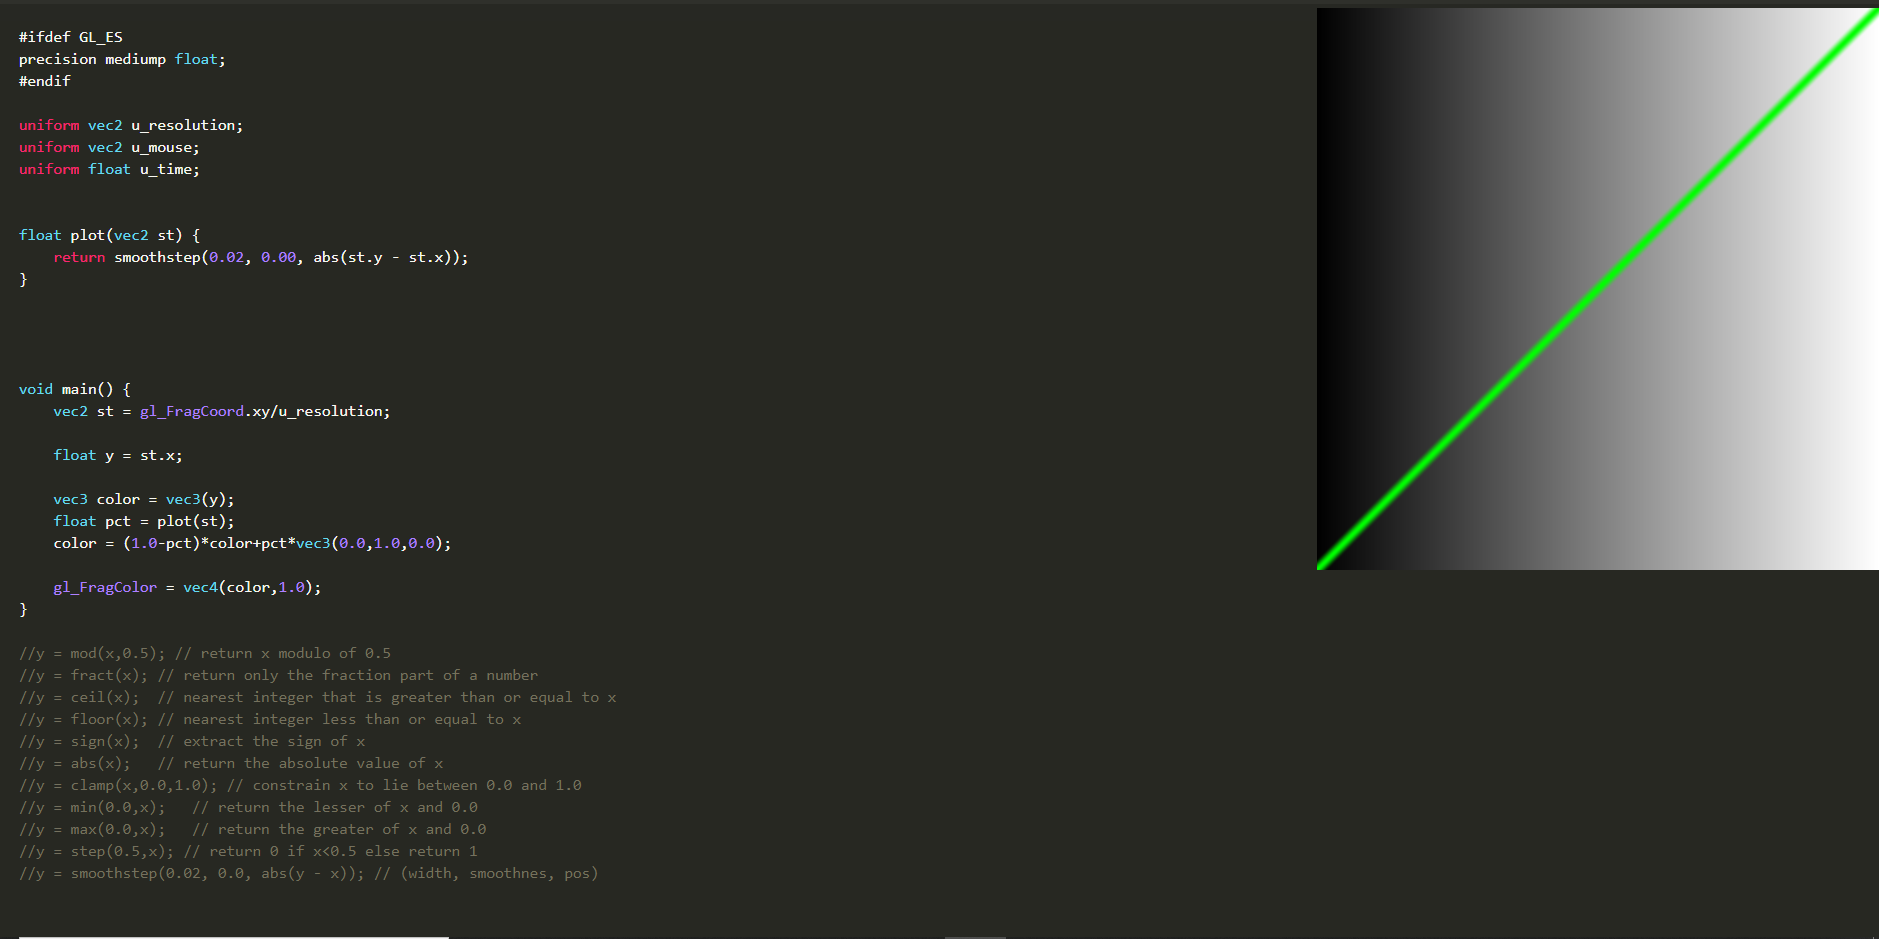 #ifdef GL_ES
precision mediump float;
#endif
uniform vec2 u_resolution;
uniform vec2 u_mouse;
uniform float u_time;
float plot(vec2 st) {
    return smoothstep(0.02, 0.00, abs(st.y - st.x));
}
void main() {
    vec2 st = gl_FragCoord.xy/u_resolution;
    float y = st.x;
    vec3 color = vec3(y);
    float pct = plot(st);
    color = (1.0-pct)*color+pct*vec3(0.0,1.0,0.0);
    gl_FragColor = vec4(color,1.0);
}
//y = mod(x,0.5); // return x modulo of 0.5
//y = fract(x); // return only the fraction part of a number
//y = ceil(x);  // nearest integer that is greater than or equal to x
//y = floor(x); // nearest integer less than or equal to x
//y = sign(x);  // extract the sign of x
//y = abs(x);   // return the absolute value of x
//y = clamp(x,0.0,1.0); // constrain x to lie between 0.0 and 1.0
//y = min(0.0,x);   // return the lesser of x and 0.0
//y = max(0.0,x);   // return the greater of x and 0.0
//y = step(0.5,x); // return 0 if x<0.5 else return 1
//y = smoothstep(0.02, 0.0, abs(y - x)); // (width, smoothnes, pos)